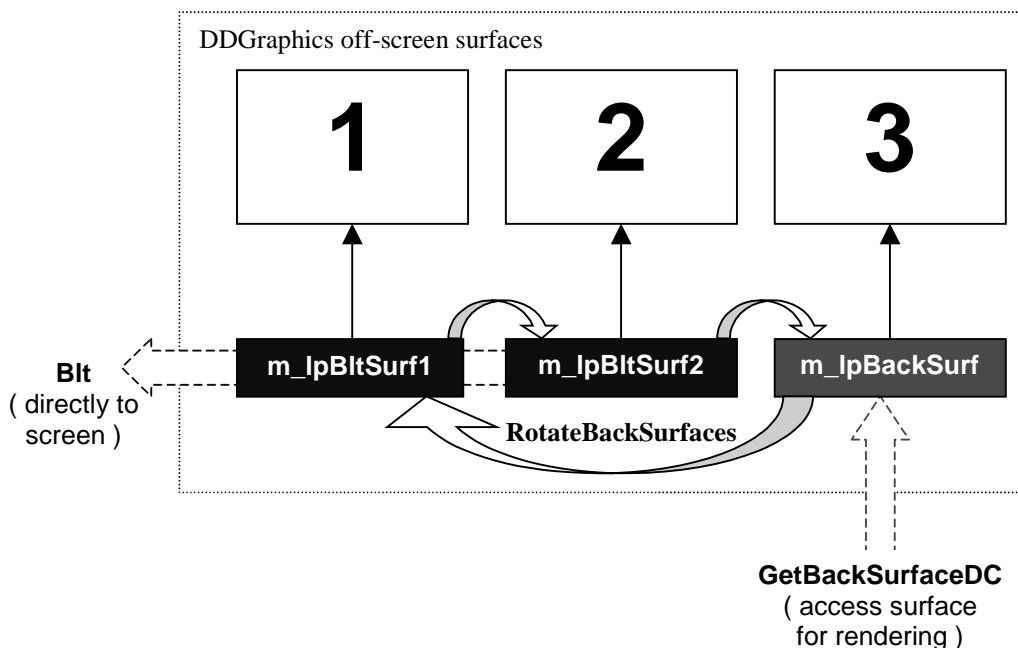 DDGraphics off-screen surfaces
1 2 3
m_lpBltSurf1 m_lpBltSurf2 m_lpBackSurf
Blt
( directly to
screen )
RotateBackSurfaces
GetBackSurfaceDC
( access surface
for rendering )